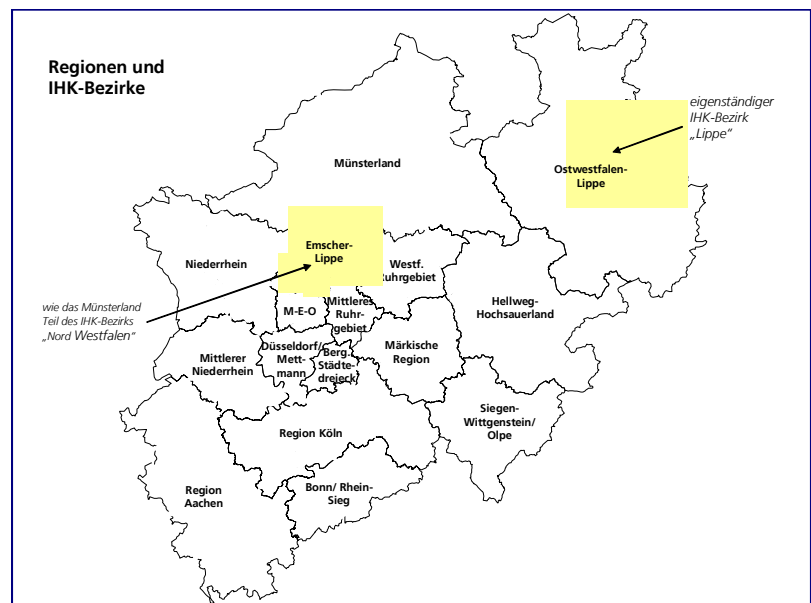 Regionen und
IHK-Bezirke
eigenständiger
IHK-Bezirk
„Lippe“
Münsterland
Ostwestfalen-
Lippe
Emscher-
Lippe
Niederrhein
Westf.
Ruhrgebiet
Hellweg-
Hochsauerland
wie das Münsterland
Teil des IHK-Bezirks
„Nord Westfalen“
M-E-O
Mittleres
Ruhr-
gebiet
Düsseldorf/
Mett-
mann
Berg.
Städte-
dreieck
Märkische
Region
Mittlerer
Niederrhein
Siegen-
Wittgenstein/
Olpe
Region Köln
Region
Aachen
Bonn/ Rhein-
Sieg